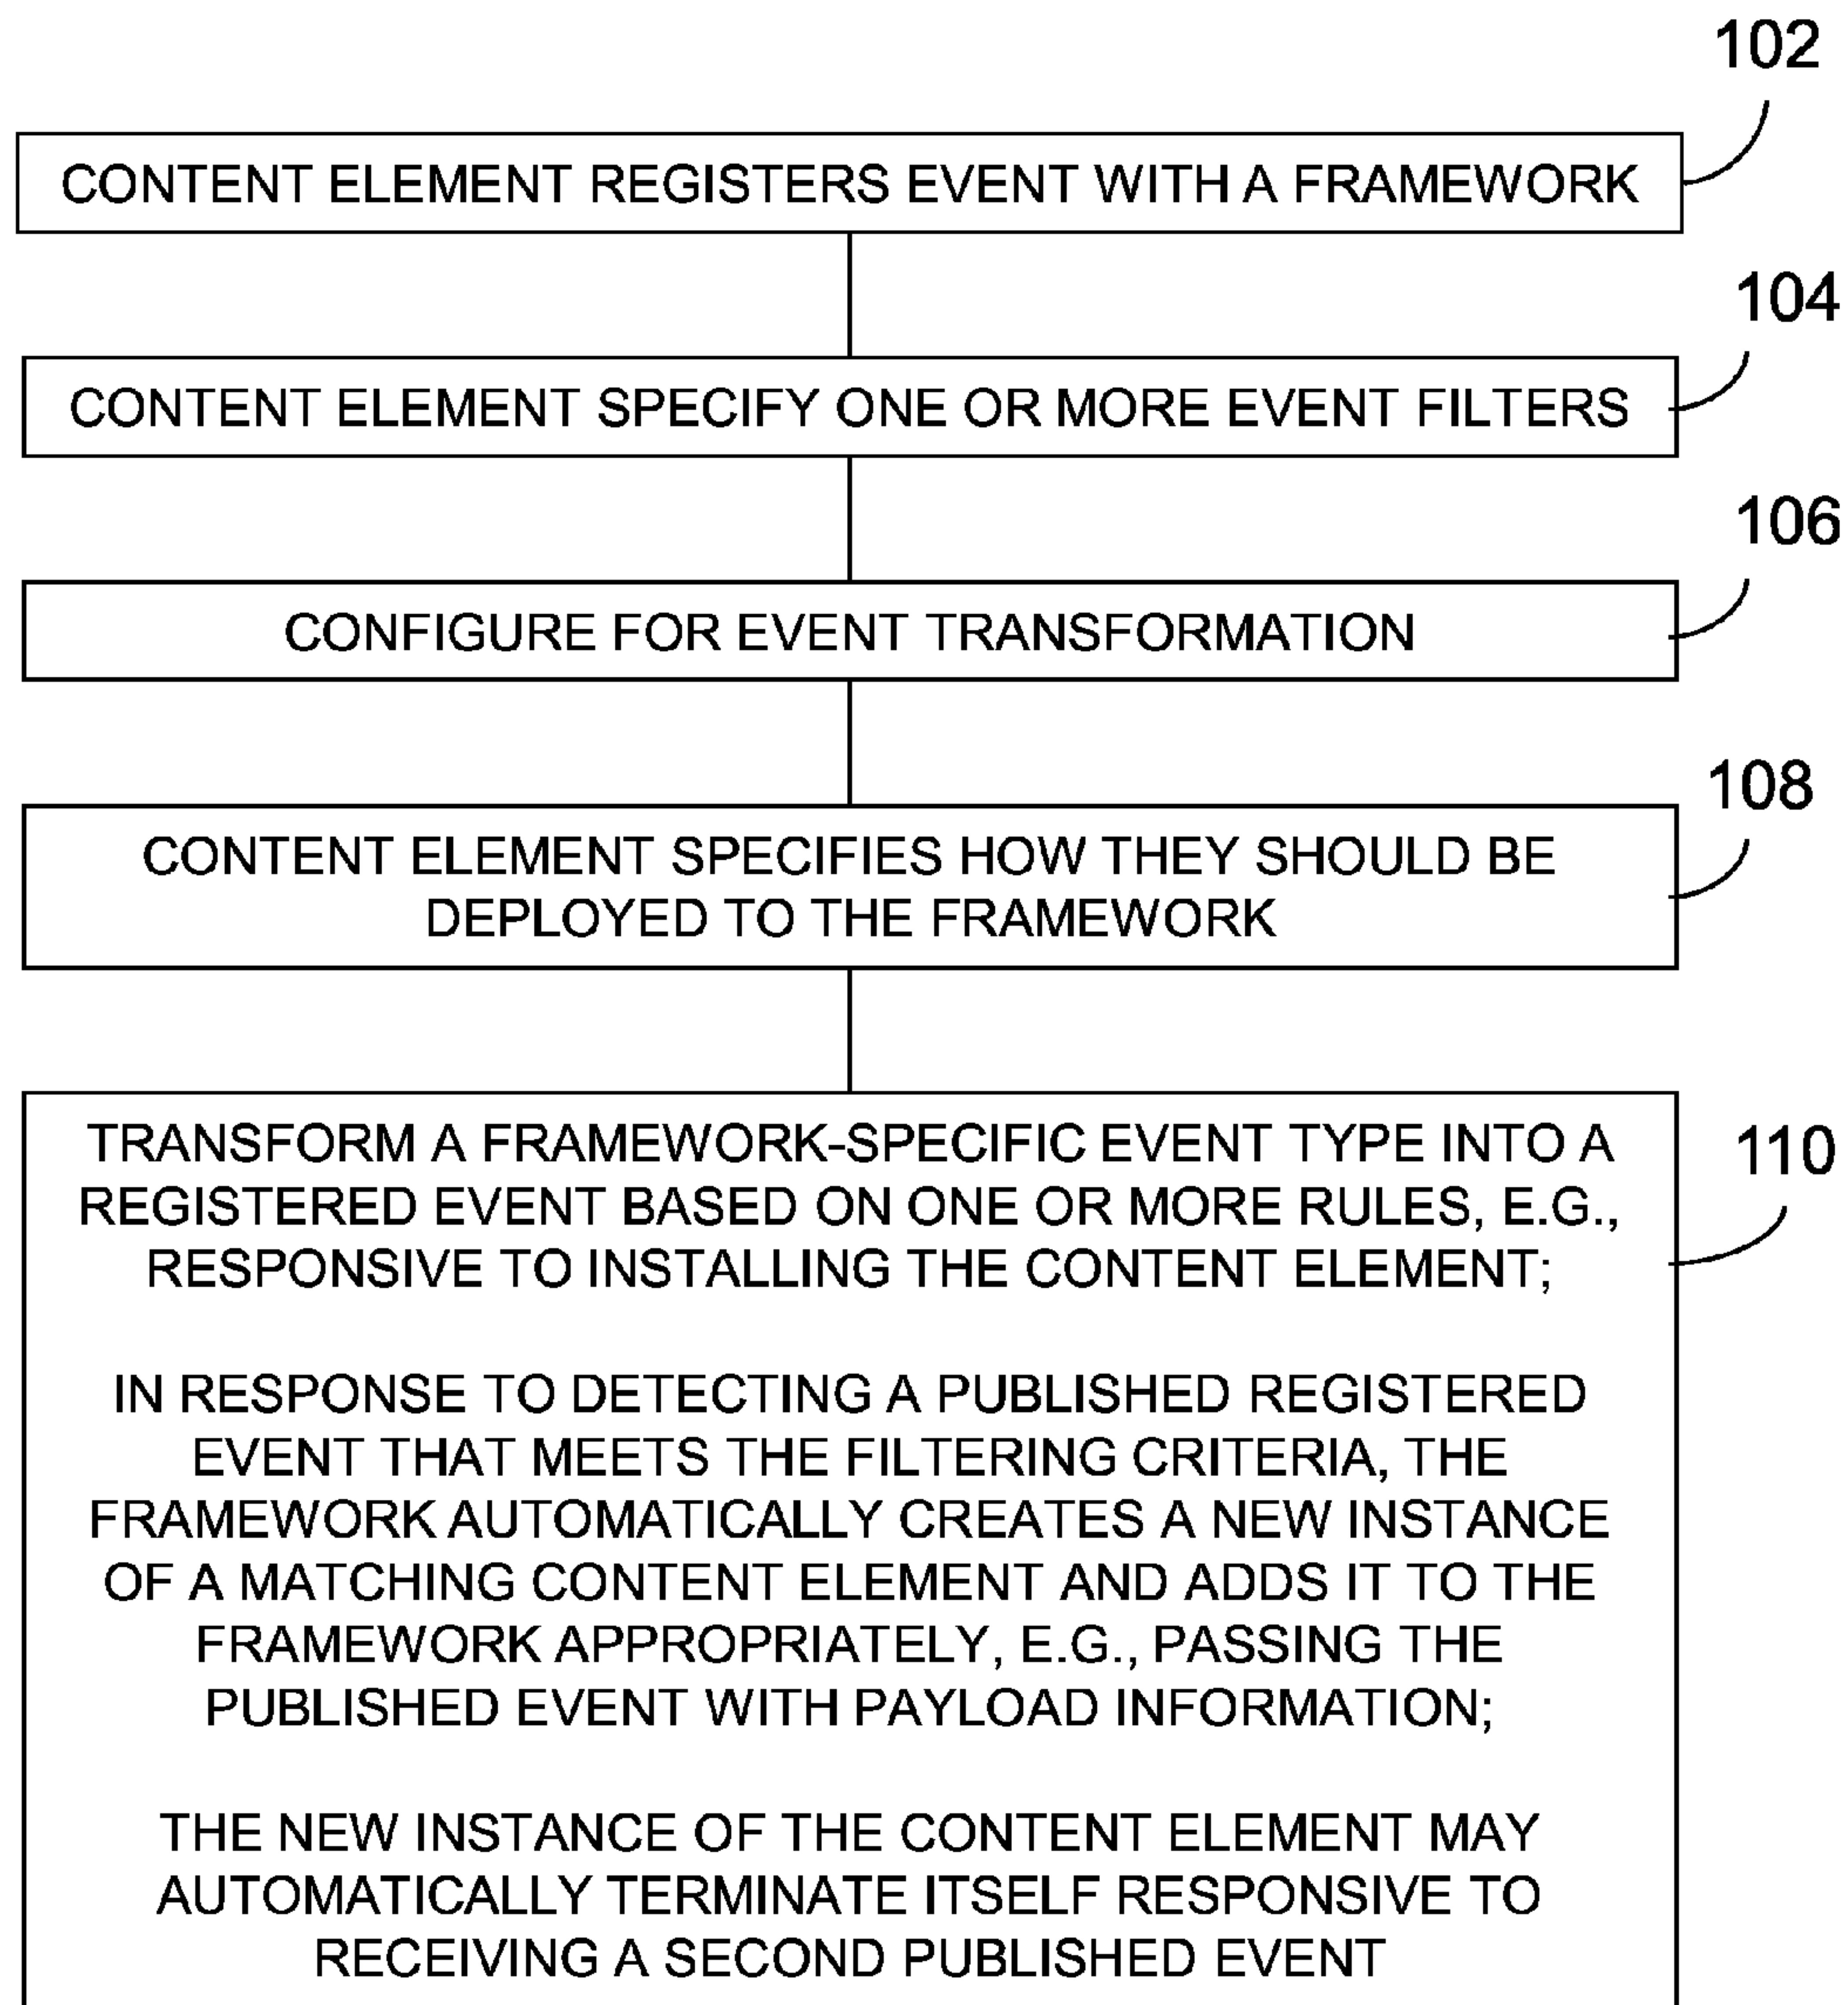 102
CONTENT ELEMENT REGISTERS EVENT WITH A FRAMEWORK
104
CONTENT ELEMENT SPECIFY ONE OR MORE EVENT FILTERS
106
CONFIGURE FOR EVENT TRANSFORMATION
108
CONTENT ELEMENT SPECIFIES HOW THEY SHOULD BE
DEPLOYED TO THE FRAMEWORK
110
TRANSFORM A FRAMEWORK-SPECIFIC EVENT TYPE INTO A
REGISTERED EVENT BASED ON ONE OR MORE RULES, E.G.,
RESPONSIVE TO INSTALLING THE CONTENT ELEMENT;
IN RESPONSE TO DETECTING A PUBLISHED REGISTERED
EVENT THAT MEETS THE FILTERING CRITERIA, THE
FRAMEWORK AUTOMATICALLY CREATES A NEW INSTANCE
OF A MATCHING CONTENT ELEMENT AND ADDS IT TO THE
FRAMEWORK APPROPRIATELY, E.G., PASSING THE
PUBLISHED EVENT WITH PAYLOAD INFORMATION;
THE NEW INSTANCE OF THE CONTENT ELEMENT MAY
AUTOMATICALLY TERMINATE ITSELF RESPONSIVE TO
RECEIVING A SECOND PUBLISHED EVENT